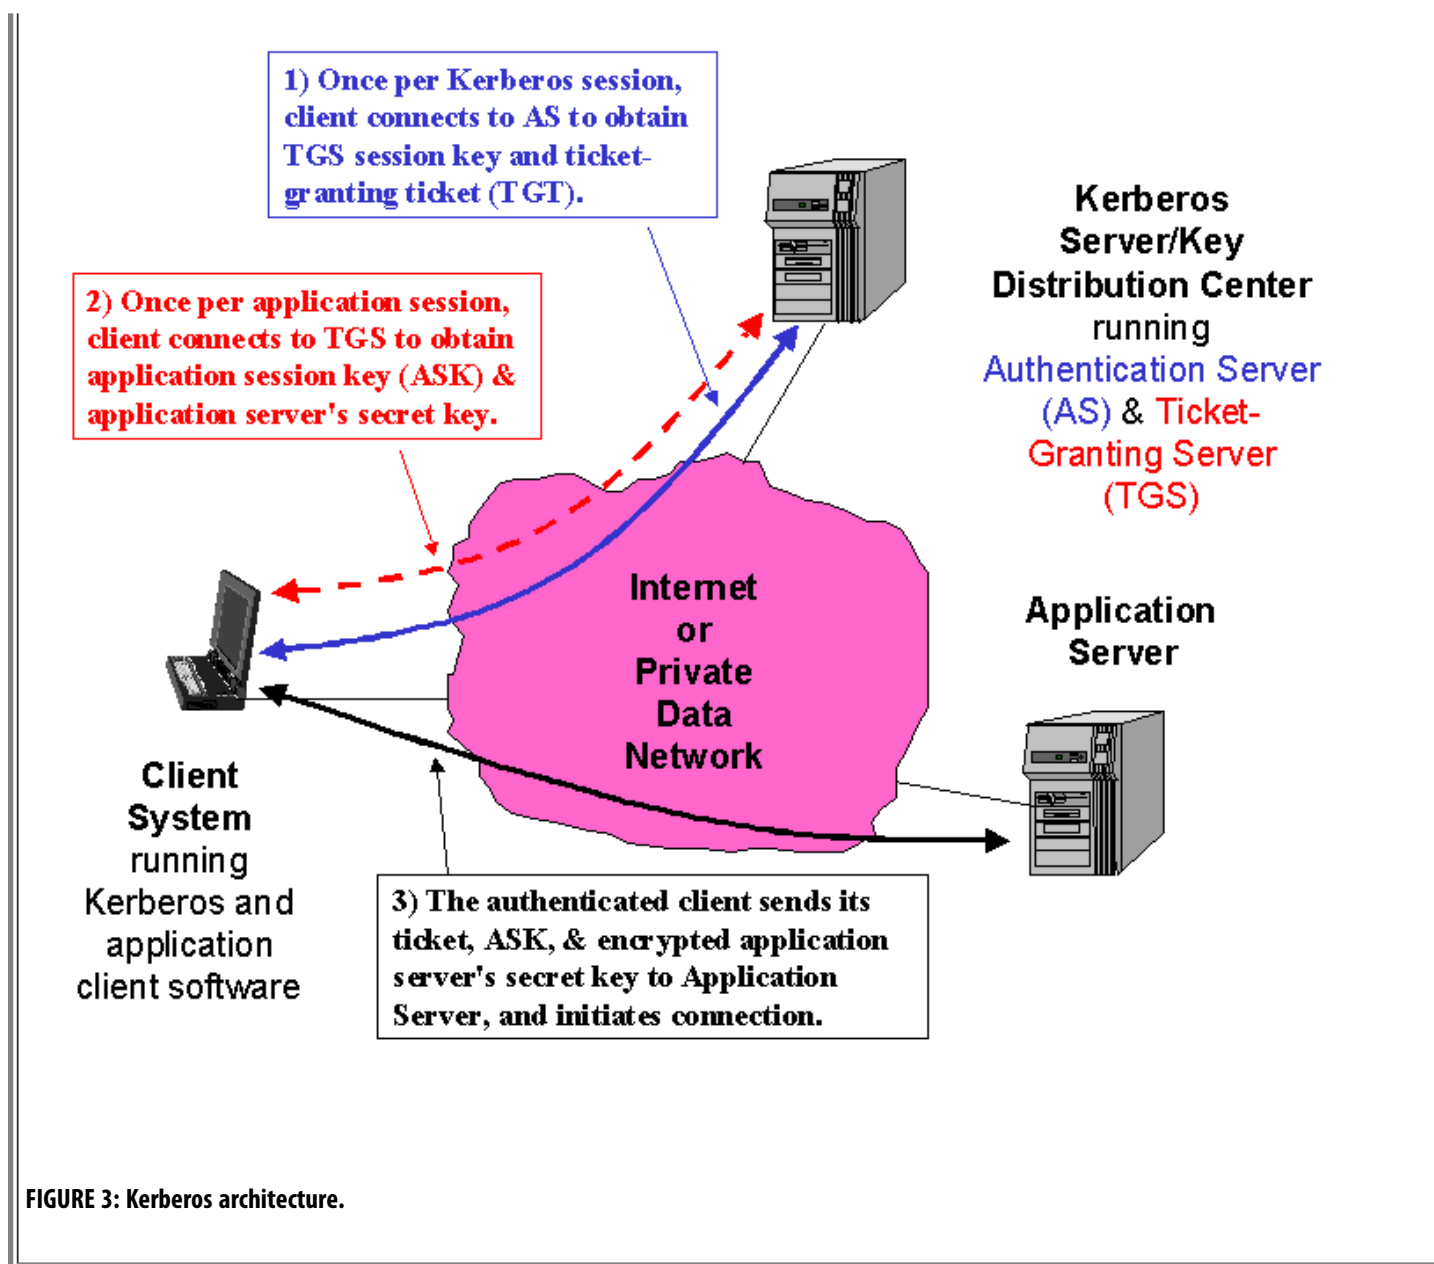 1) Once per Kerberos session,
client connects to AS to obtain
TGS session key and ticket-
granting ticket (TGT).
Kerberos
Server/Key
Distribution Center
running
Authentication Server
(AS) & Ticket-
Granting Server
(TGS)
2) Once per application session,
client connects to TGS to obtain
application session key (ASK) &
application server's secret key.
Internet
or
Private
Data
Network
Application
Server
Client
System
running
Kerberos and
application
client software
3) The authenticated client sends its
ticket, ASK, & encrypted application
server's secret key to Application
Server, and initiates connection.
FIGURE 3: Kerberos architecture.